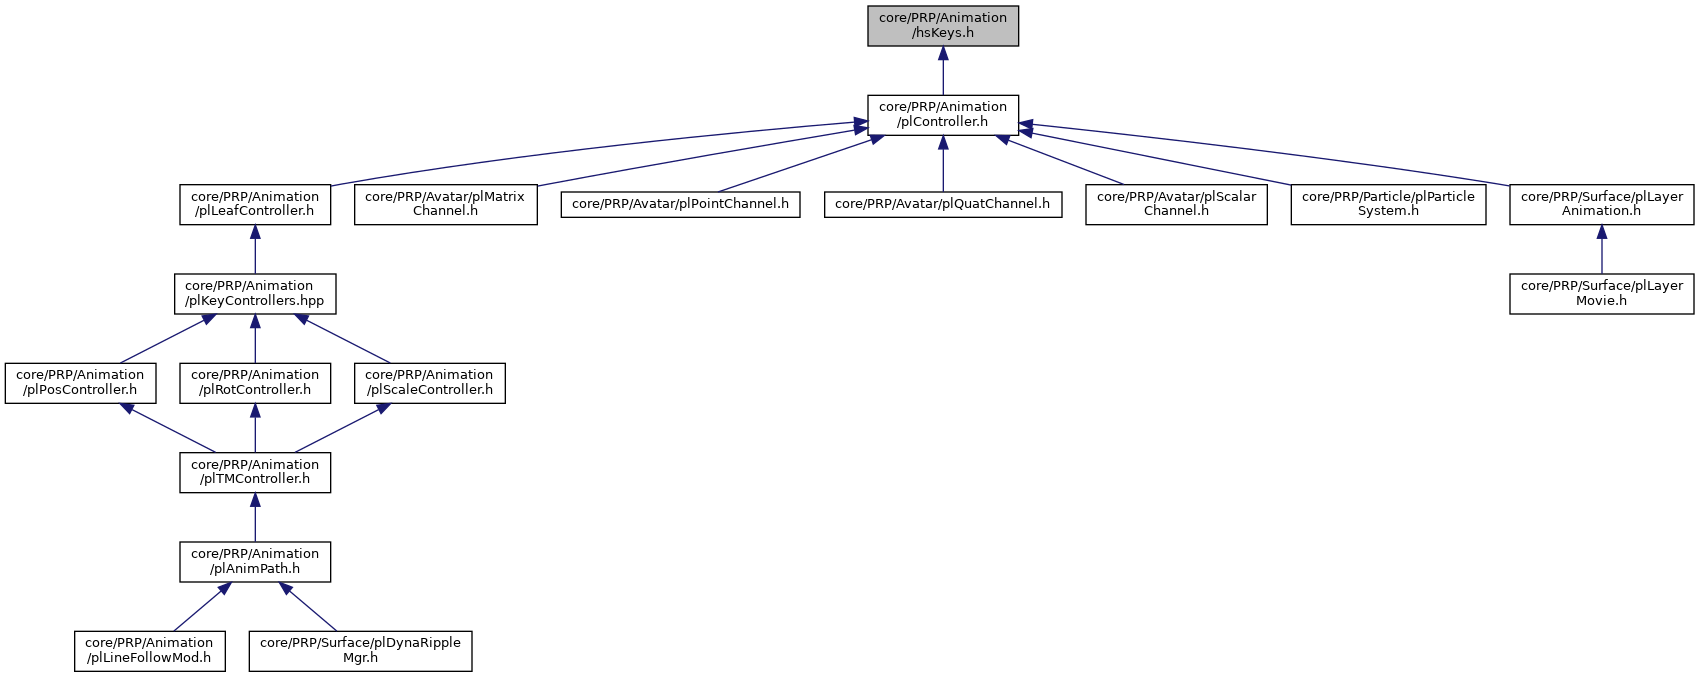 core/PRP/Animation
/hsKeys.h
core/PRP/Animation
/plController.h
core/PRP/Animation
/plLeafController.h
core/PRP/Avatar/plMatrix
Channel.h
core/PRP/Avatar/plPointChannel.h
core/PRP/Avatar/plQuatChannel.h
core/PRP/Avatar/plScalar
Channel.h
core/PRP/Particle/plParticle
System.h
core/PRP/Surface/plLayer
Animation.h
core/PRP/Animation
/plKeyControllers.hpp
core/PRP/Surface/plLayer
Movie.h
core/PRP/Animation
/plPosController.h
core/PRP/Animation
/plRotController.h
core/PRP/Animation
/plScaleController.h
core/PRP/Animation
/plTMController.h
core/PRP/Animation
/plAnimPath.h
core/PRP/Animation
/plLineFollowMod.h
core/PRP/Surface/plDynaRipple
Mgr.h